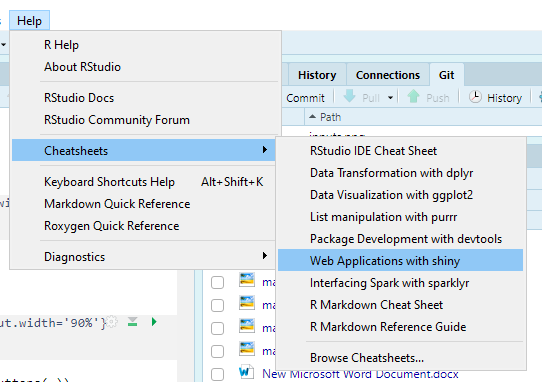 Help
R Help
About RStudio
RStudio Docs
RStudio Community Forum
Cheatsheets
Keyboard Shortcuts Help Alt+Shift+K
Markdown Quick Reference
Roxygen Quick Reference
Diagnostics
History Connections Git
Commit Pull Push History
Path
RStudio IDE Cheat Sheet
Data Transformation with dplyr
Data Visualization with ggplot2
List manipulation with purrr
Package Development with devtools
Web Applications with shiny
Interfacing Spark with sparklyr
R Markdown Cheat Sheet
R Markdown Reference Guide
Browse Cheatsheets...
ma
ma
ma
ma
New Microsoft Word Document.docx
ut.width='90%'}